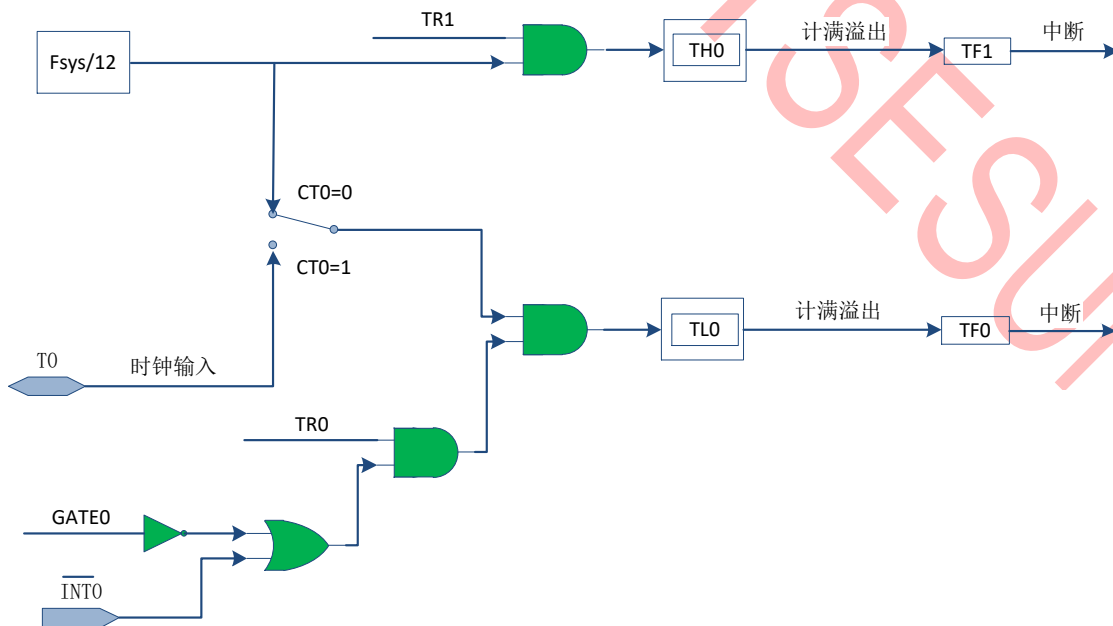 TR1
Fsys/12
TH0
计满溢出
TF1
中断
CT0=0
CT0=1
T0
时钟输入
TL0
计满溢出
TF0
中断
TR0
GATE0
INT0